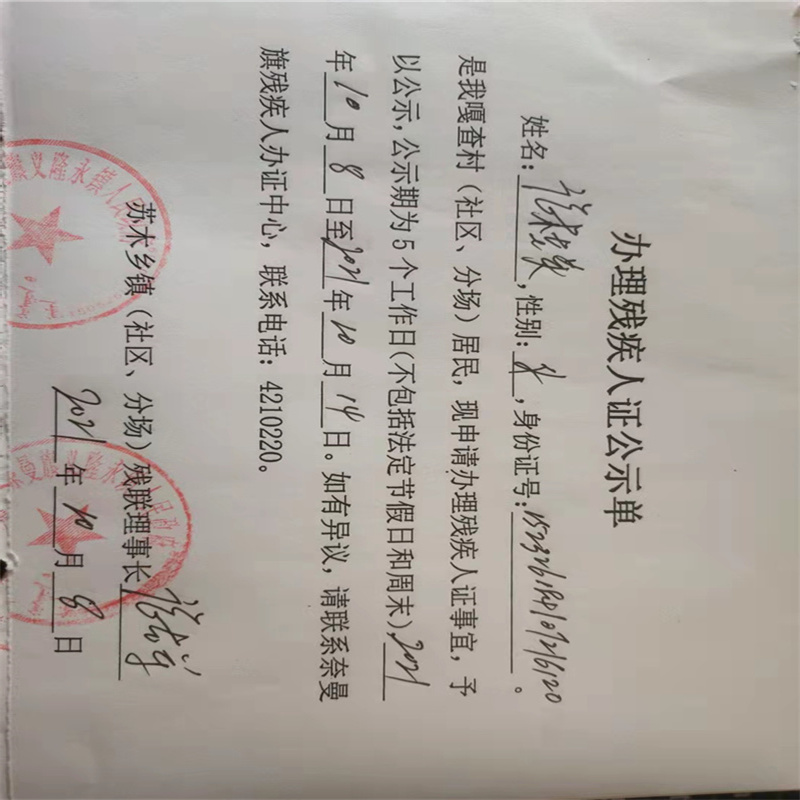 办理残疾人证公示单
姓名：，性别：女，身份证号：。
是我嘎查村（社区、分场）居民，现申请办理残疾人证事宜，予
以公示，公示期为5个工作日(不包括法定节假日和周末)，2021
年10月8日至2021年10月14日。如有异议，请联系奈曼
旗残疾人办证中心，联系电话：4210220。
苏木乡镇（社区、分场）残联理事长
2021年10月8日